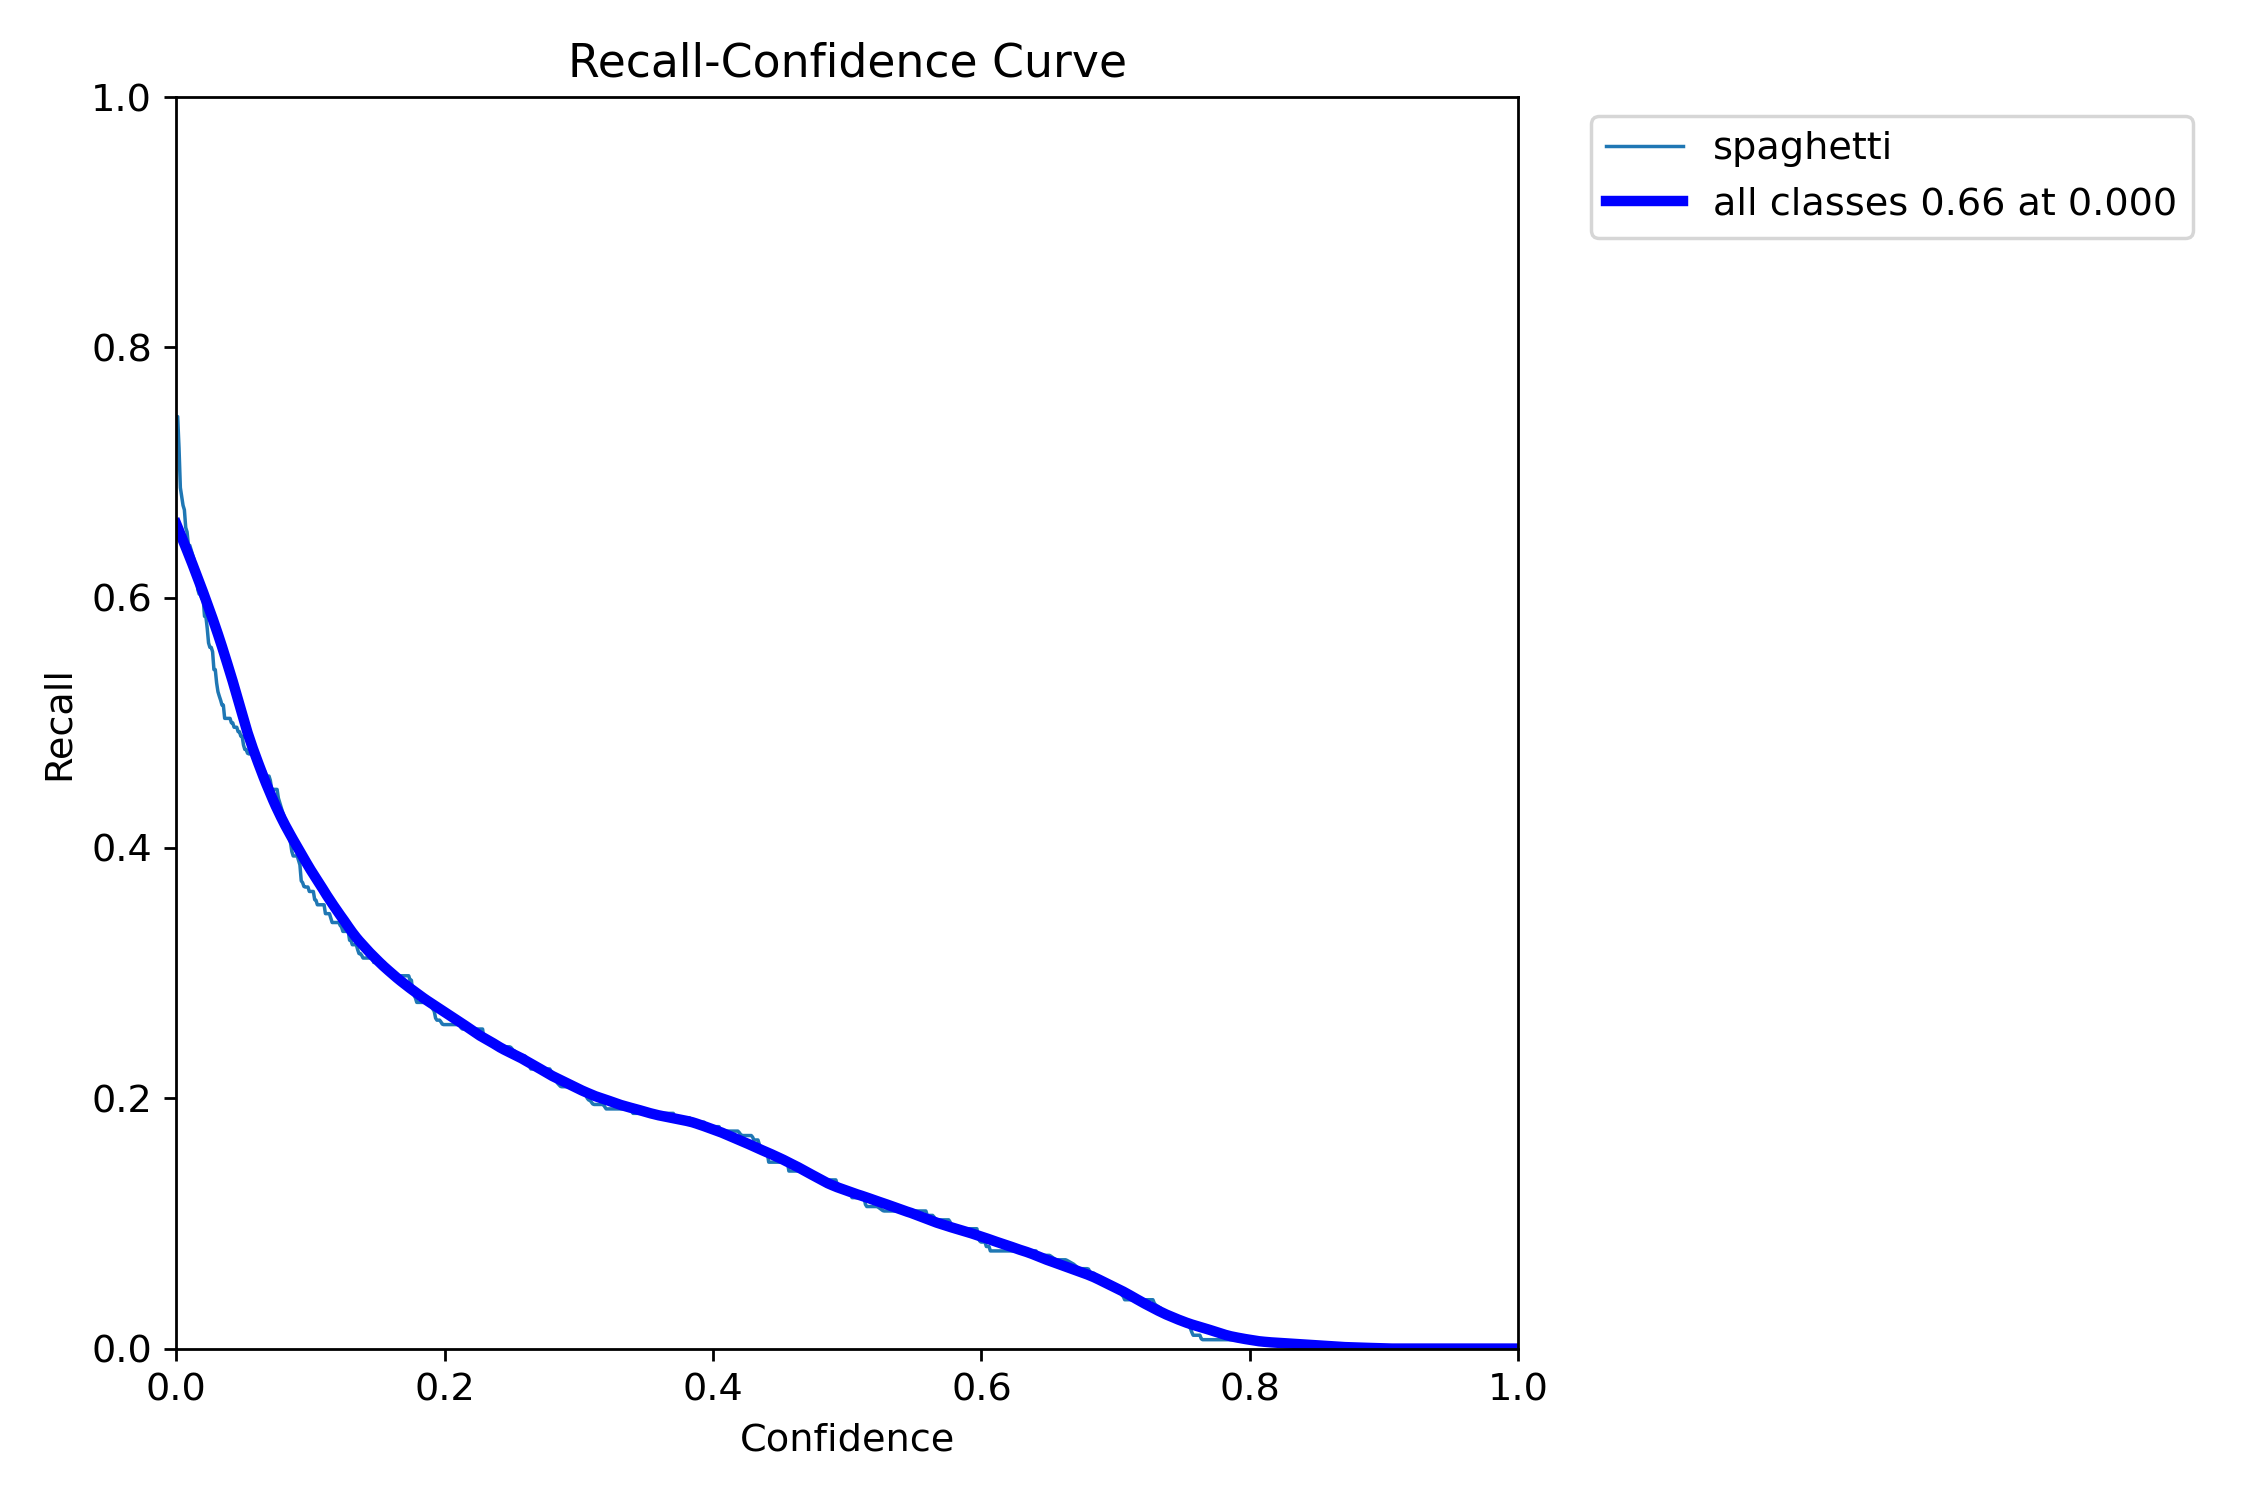 Recall-Confidence Curve
1.0
0.8
0.6
0.4
0.2
0.0
Recall
0.0 0.2 0.4 0.6 0.8 1.0
Confidence
spaghetti
all classes 0.66 at 0.000